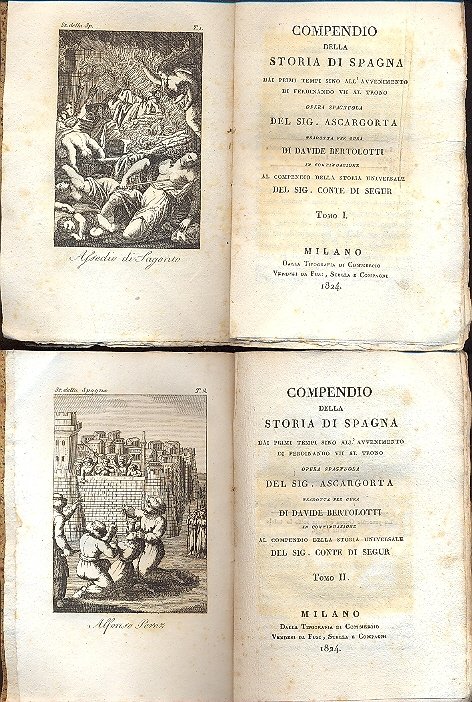 St. della Sp.
T. 1.
Assedio di Sagonto
COMPENDIO
DELLA
STORIA DI SPAGNA
DAI PRIMI TEMPI SINO ALL' AVVENIMENTO
DI FERDINANDO VII AL TRONO
OPERA SPAGNUOLA
DEL SIG. ASCARGORTA
TRADOTTA PER CURA
DI DAVIDE BERTOLOTTI
IN CONTINUAZIONE
AL COMPENDIO DELLA STORIA UNIVERSALE
DEL SIG. CONTE DI SEGUR
TOMO I.
MILANO
DALLA TIPOGRAFIA DI COMMERCIO
VENDESI DA FUSI, STELLA E COMPAGNI
1824.
St. della Spagna
T. 2.
Alfonso Perez
COMPENDIO
DELLA
STORIA DI SPAGNA
DAI PRIMI TEMPI SINO ALL' AVVENIMENTO
DI FERDINANDO VII AL TRONO
OPERA SPAGNUOLA
DEL SIG. ASCARGORTA
TRADOTTA PER CURA
DI DAVIDE BERTOLOTTI
IN CONTINUAZIONE
AL COMPENDIO DELLA STORIA UNIVERSALE
DEL SIG. CONTE DI SEGUR
TOMO II.
MILANO
DALLA TIPOGRAFIA DI COMMERCIO
VENDESI DA FUSI, STELLA E COMPAGNI
1824.